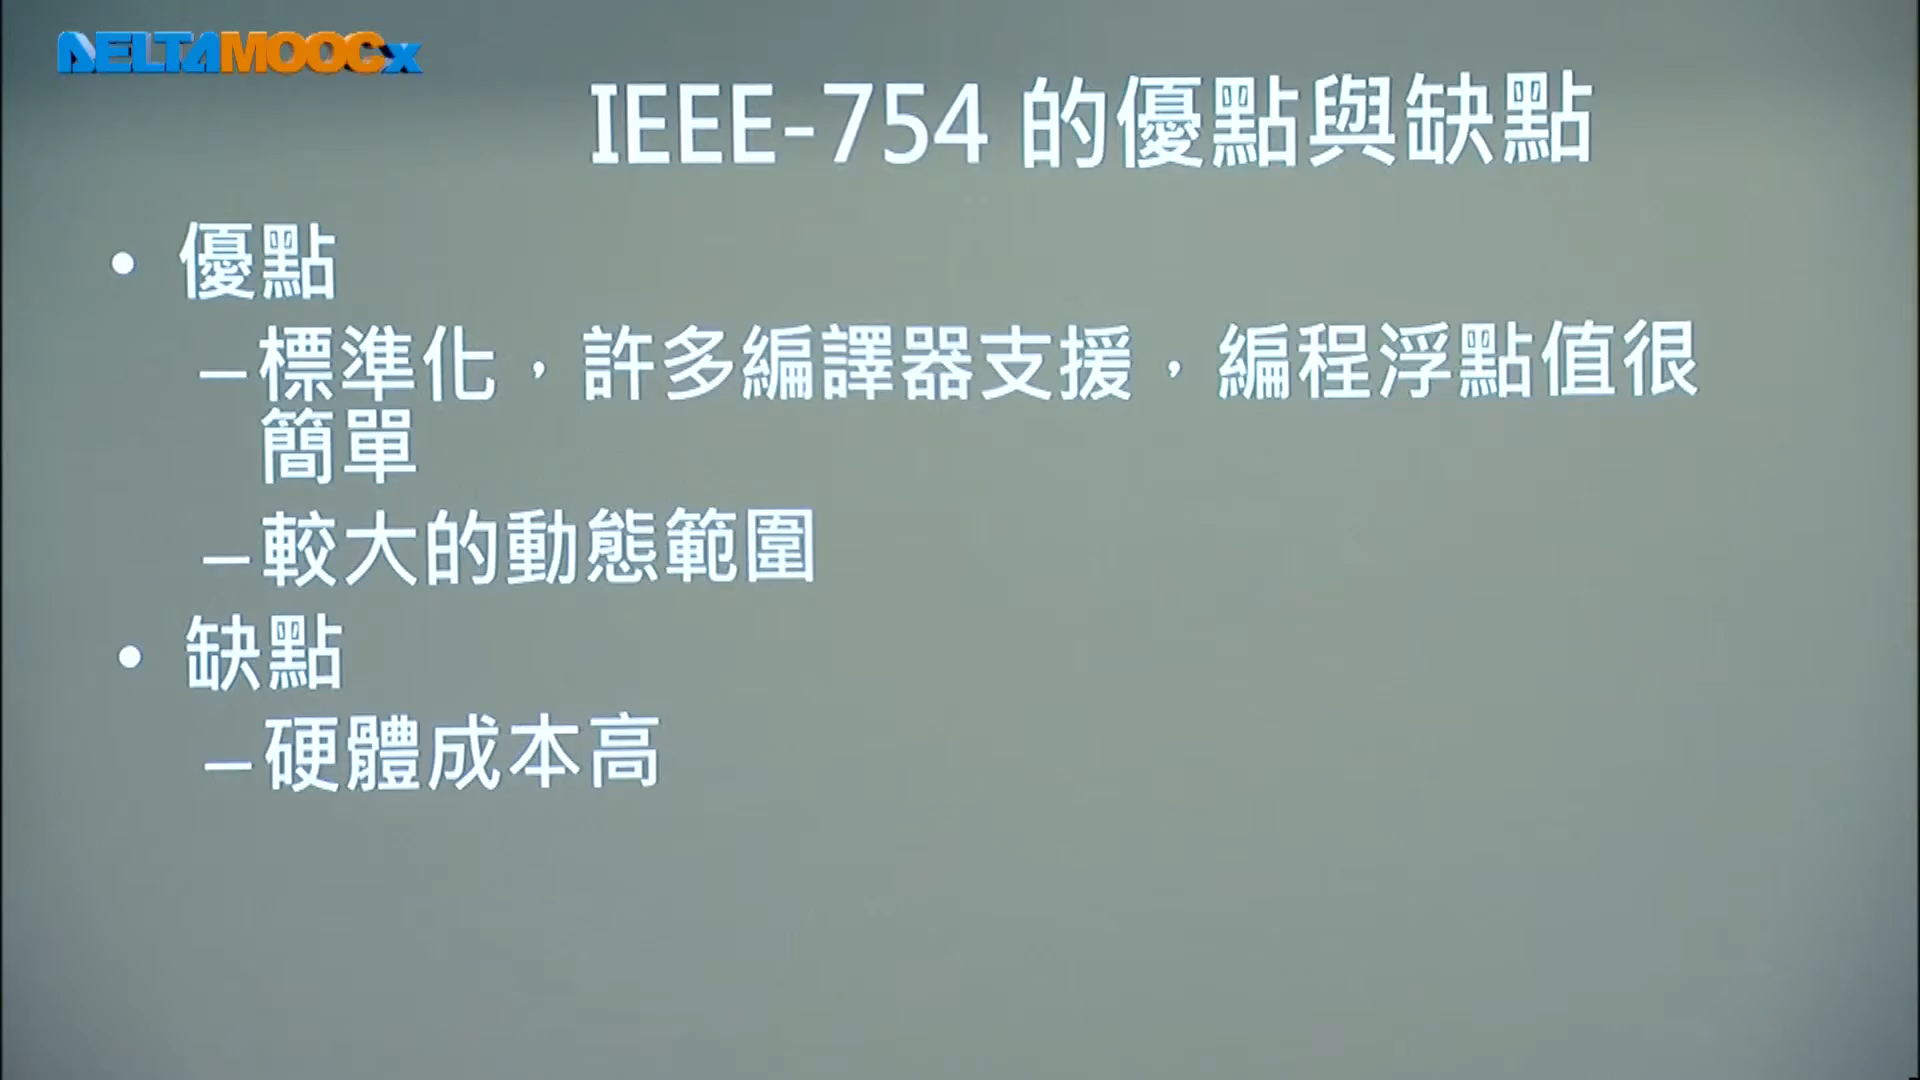 DELTAMOOCx
IEEE-754 的優點與缺點
• 優點
–標準化，許多編譯器支援，編程浮點值很
簡單
–較大的動態範圍
• 缺點
–硬體成本高